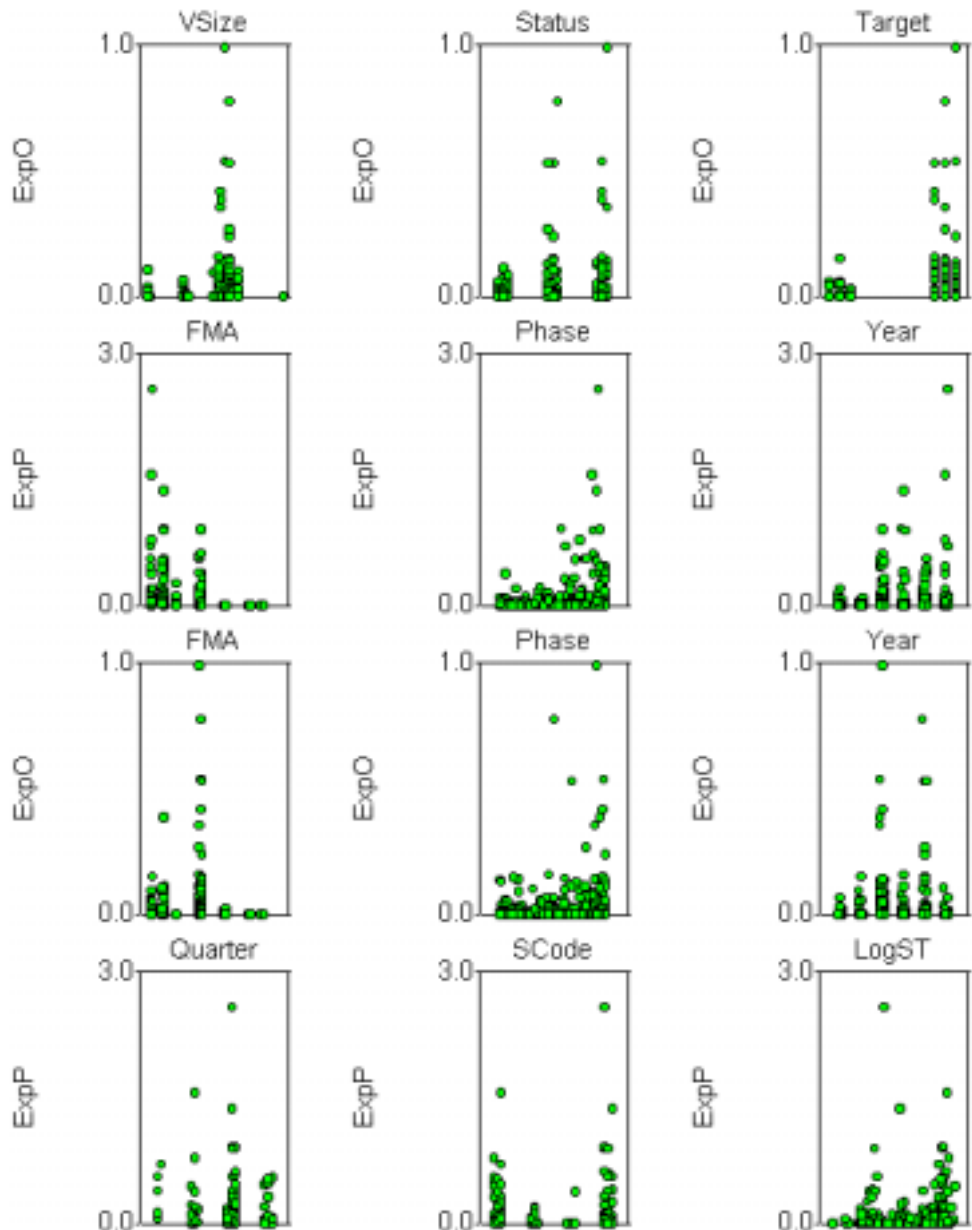 VSize Status Target
1.0 1.0 1.0
ExpO ExpO ExpO
0.0 0.0 0.0
FMA Phase Year
3.0 3.0 3.0
ExpP ExpP ExpP
0.0 0.0 0.0
FMA Phase Year
1.0 1.0 1.0
ExpO ExpO ExpO
0.0 0.0 0.0
Quarter SCode LogST
3.0 3.0 3.0
ExpP ExpP ExpP
0.0 0.0 0.0